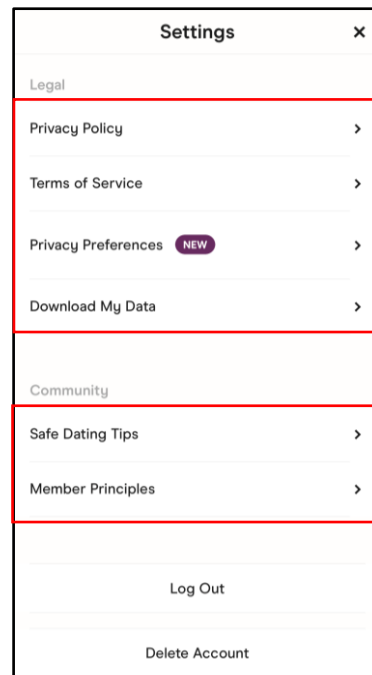 Settings
Legal
Privacy Policy
Terms of Service
Privacy Preferences NEW
Download My Data
Community
Safe Dating Tips
Member Principles
Log Out
Delete Account